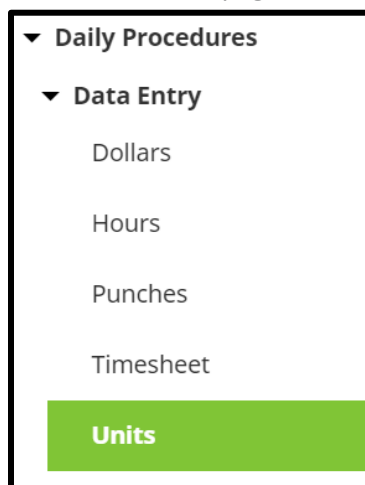 Daily Procedures
Data Entry
Dollars
Hours
Punches
Timesheet
Units